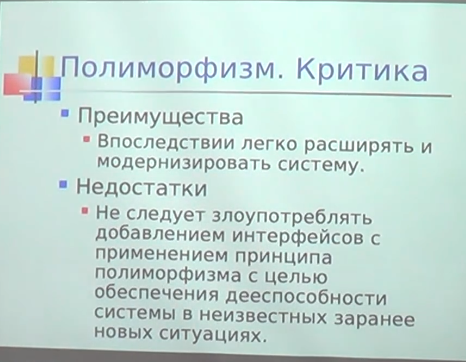 Полиморфизм. Критика
Преимущества
Впоследствии легко расширять и
модернизировать систему.
Недостатки
Не следует злоупотреблять
добавлением интерфейсов с
применением принципа
полиморфизма с целью
обеспечения дееспособности
системы в неизвестных заранее
новых ситуациях.